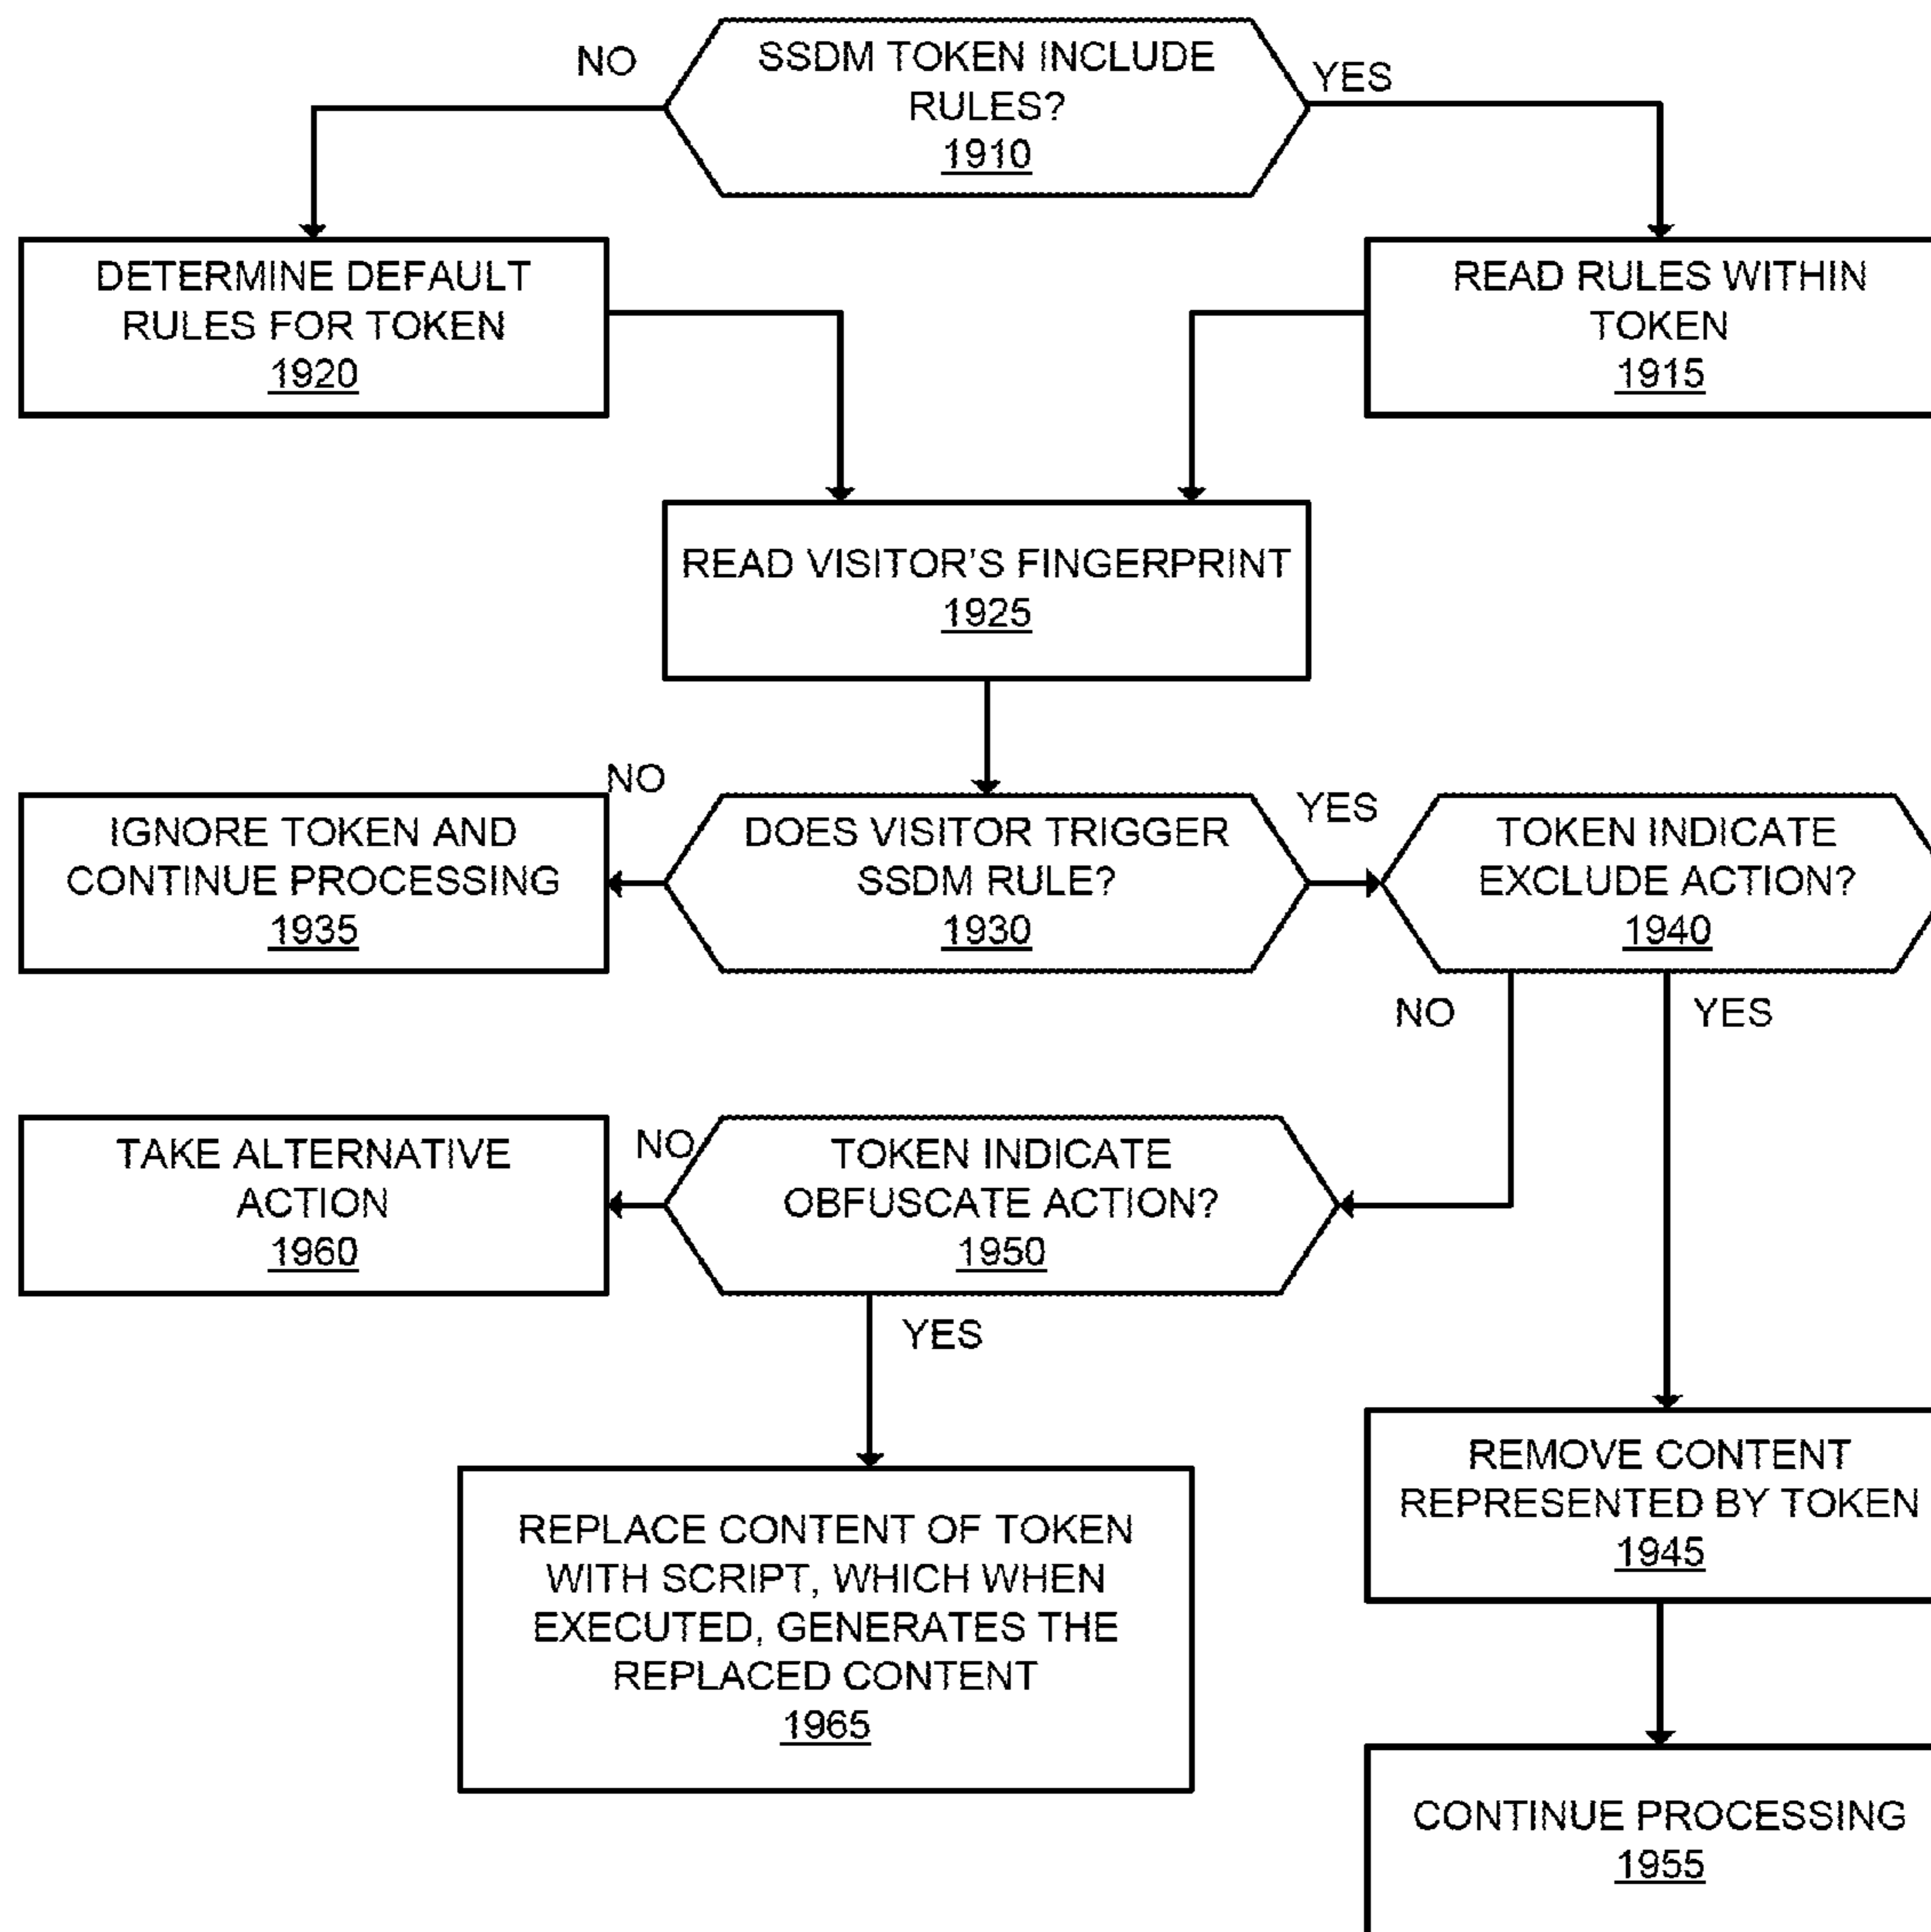 NO
SSDM TOKEN INCLUDE
RULES?
1910
YES
DETERMINE DEFAULT
RULES FOR TOKEN
1920
READ RULES WITHIN
TOKEN
1915
READ VISITOR'S FINGERPRINT
1925
IGNORE TOKEN AND
CONTINUE PROCESSING
1935
NO
DOES VISITOR TRIGGER
SSDM RULE?
1930
YES
TOKEN INDICATE
EXCLUDE ACTION?
1940
NO
YES
TAKE ALTERNATIVE
ACTION
1960
NO
TOKEN INDICATE
OBFUSCATE ACTION?
1950
YES
REPLACE CONTENT OF TOKEN
WITH SCRIPT, WHICH WHEN
EXECUTED, GENERATES THE
REPLACED CONTENT
1965
REMOVE CONTENT
REPRESENTED BY TOKEN
1945
CONTINUE PROCESSING
1955